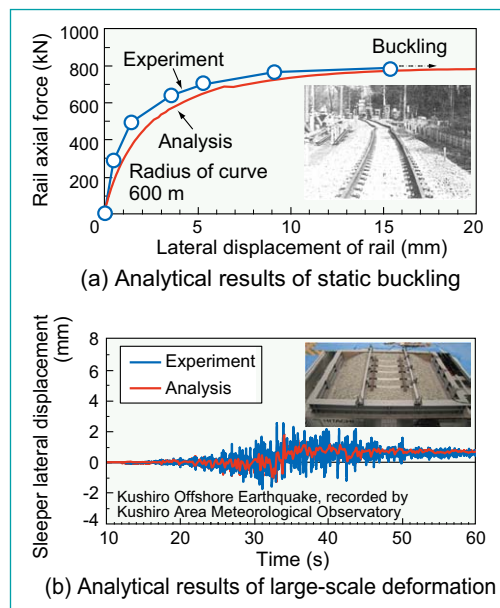 Rail axial force (kN)
1000
800
600
400
200
0
Experiment
Analysis
Radius of curve
600 m
Buckling
5
10
15
20
Lateral displacement of rail (mm)
(a) Analytical results of static buckling
Sleeper lateral displacement
(mm)
8
6
4
2
0
-2
-4
Experiment
Analysis
Kushiro Offshore Earthquake, recorded by
Kushiro Area Meteorological Observatory
10
20
30
40
50
60
Time (s)
(b) Analytical results of large-scale deformation